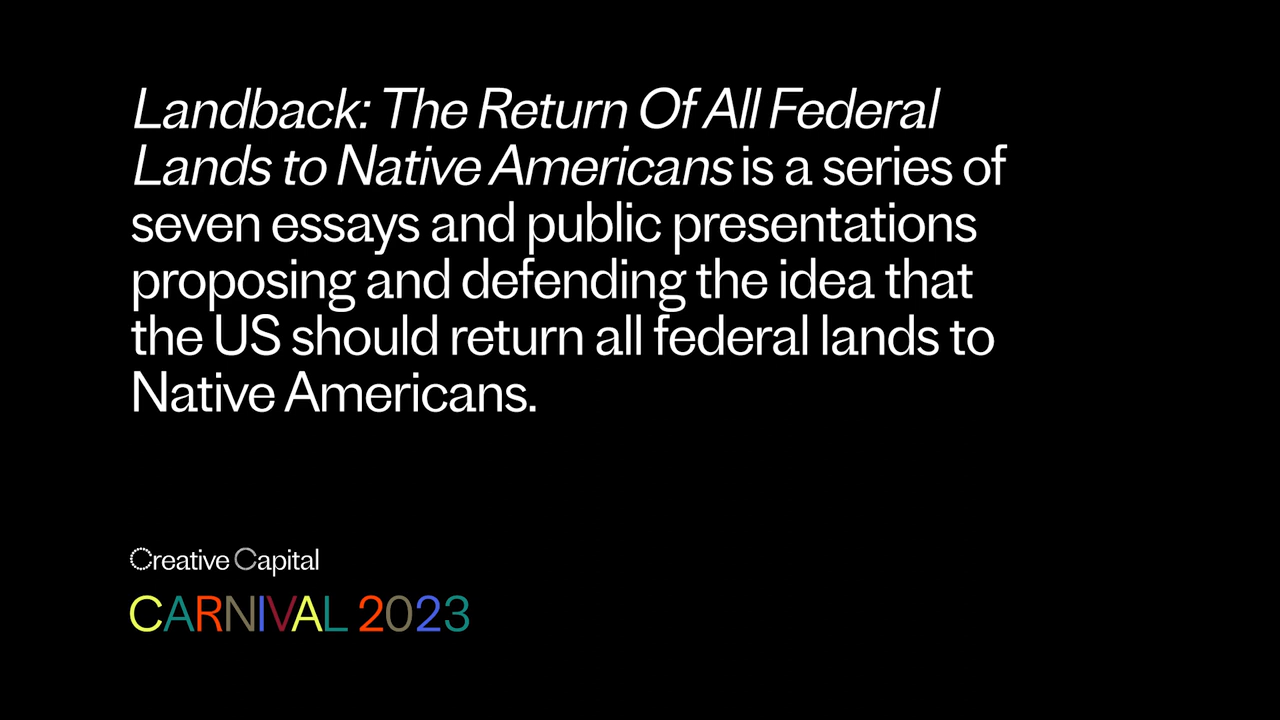 Landback: The Return Of All Federal
Lands to Native Americans is a series of
seven essays and public presentations
proposing and defending the idea that
the US should return all federal lands to
Native Americans.
Creative Capital
CARNIVAL 2023